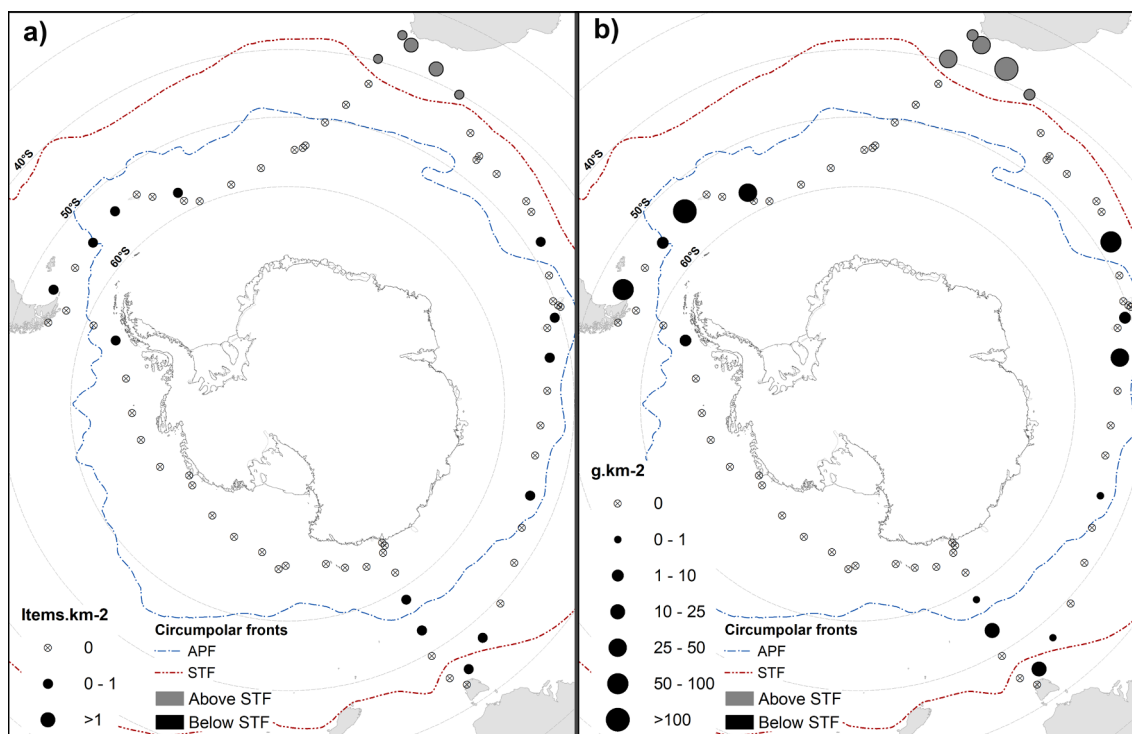 a)
40°S
50°S
60°S
Items.km-2
0
0 - 1
>1
Circumpolar fronts
APF
STF
Above STF
Below STF
b)
40°S
50°S
60°S
g.km-2
0
0 - 1
1 - 10
10 - 25
25 - 50
50 - 100
>100
Circumpolar fronts
APF
STF
Above STF
Below STF